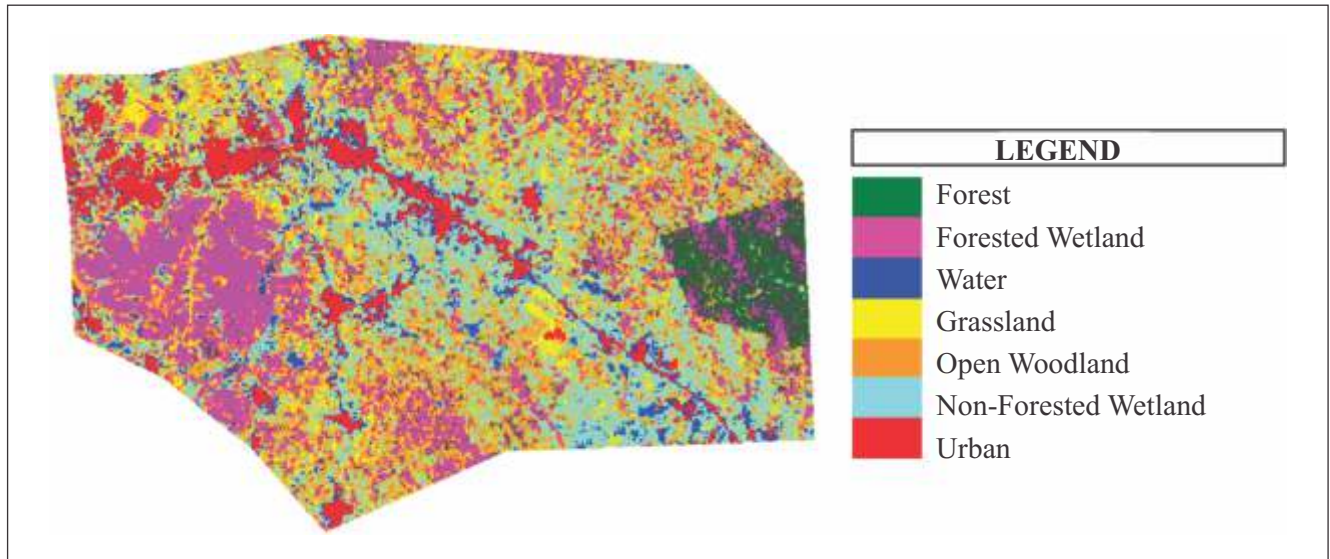 LEGEND
Forest
Forested Wetland
Water
Grassland
Open Woodland
Non-Forested Wetland
Urban